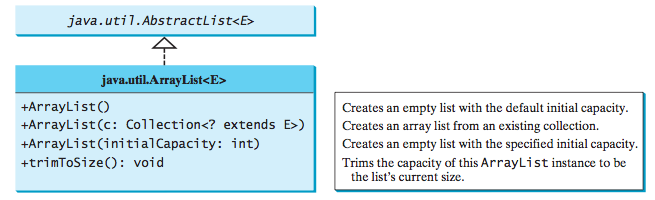 java.util.AbstractList<E>
java.util.ArrayList<E>
+ArrayList()
+ArrayList(c: Collection<? extends E>)
+ArrayList(initialCapacity: int)
+trimToSize(): void
Creates an empty list with the default initial capacity.
Creates an array list from an existing collection.
Creates an empty list with the specified initial capacity.
Trims the capacity of this ArrayList instance to be
the list's current size.